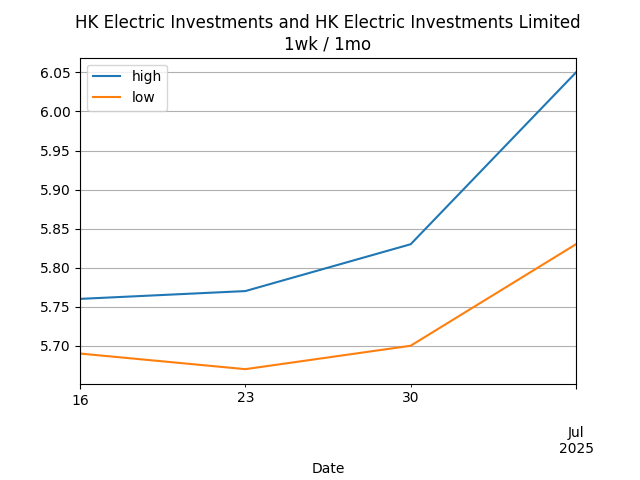 HK Electric Investments and HK Electric Investments Limited
1wk / 1mo
high
low
6.05
6.00
5.95
5.90
5.85
5.80
5.75
5.70
16
23
30
Jul
2025
Date